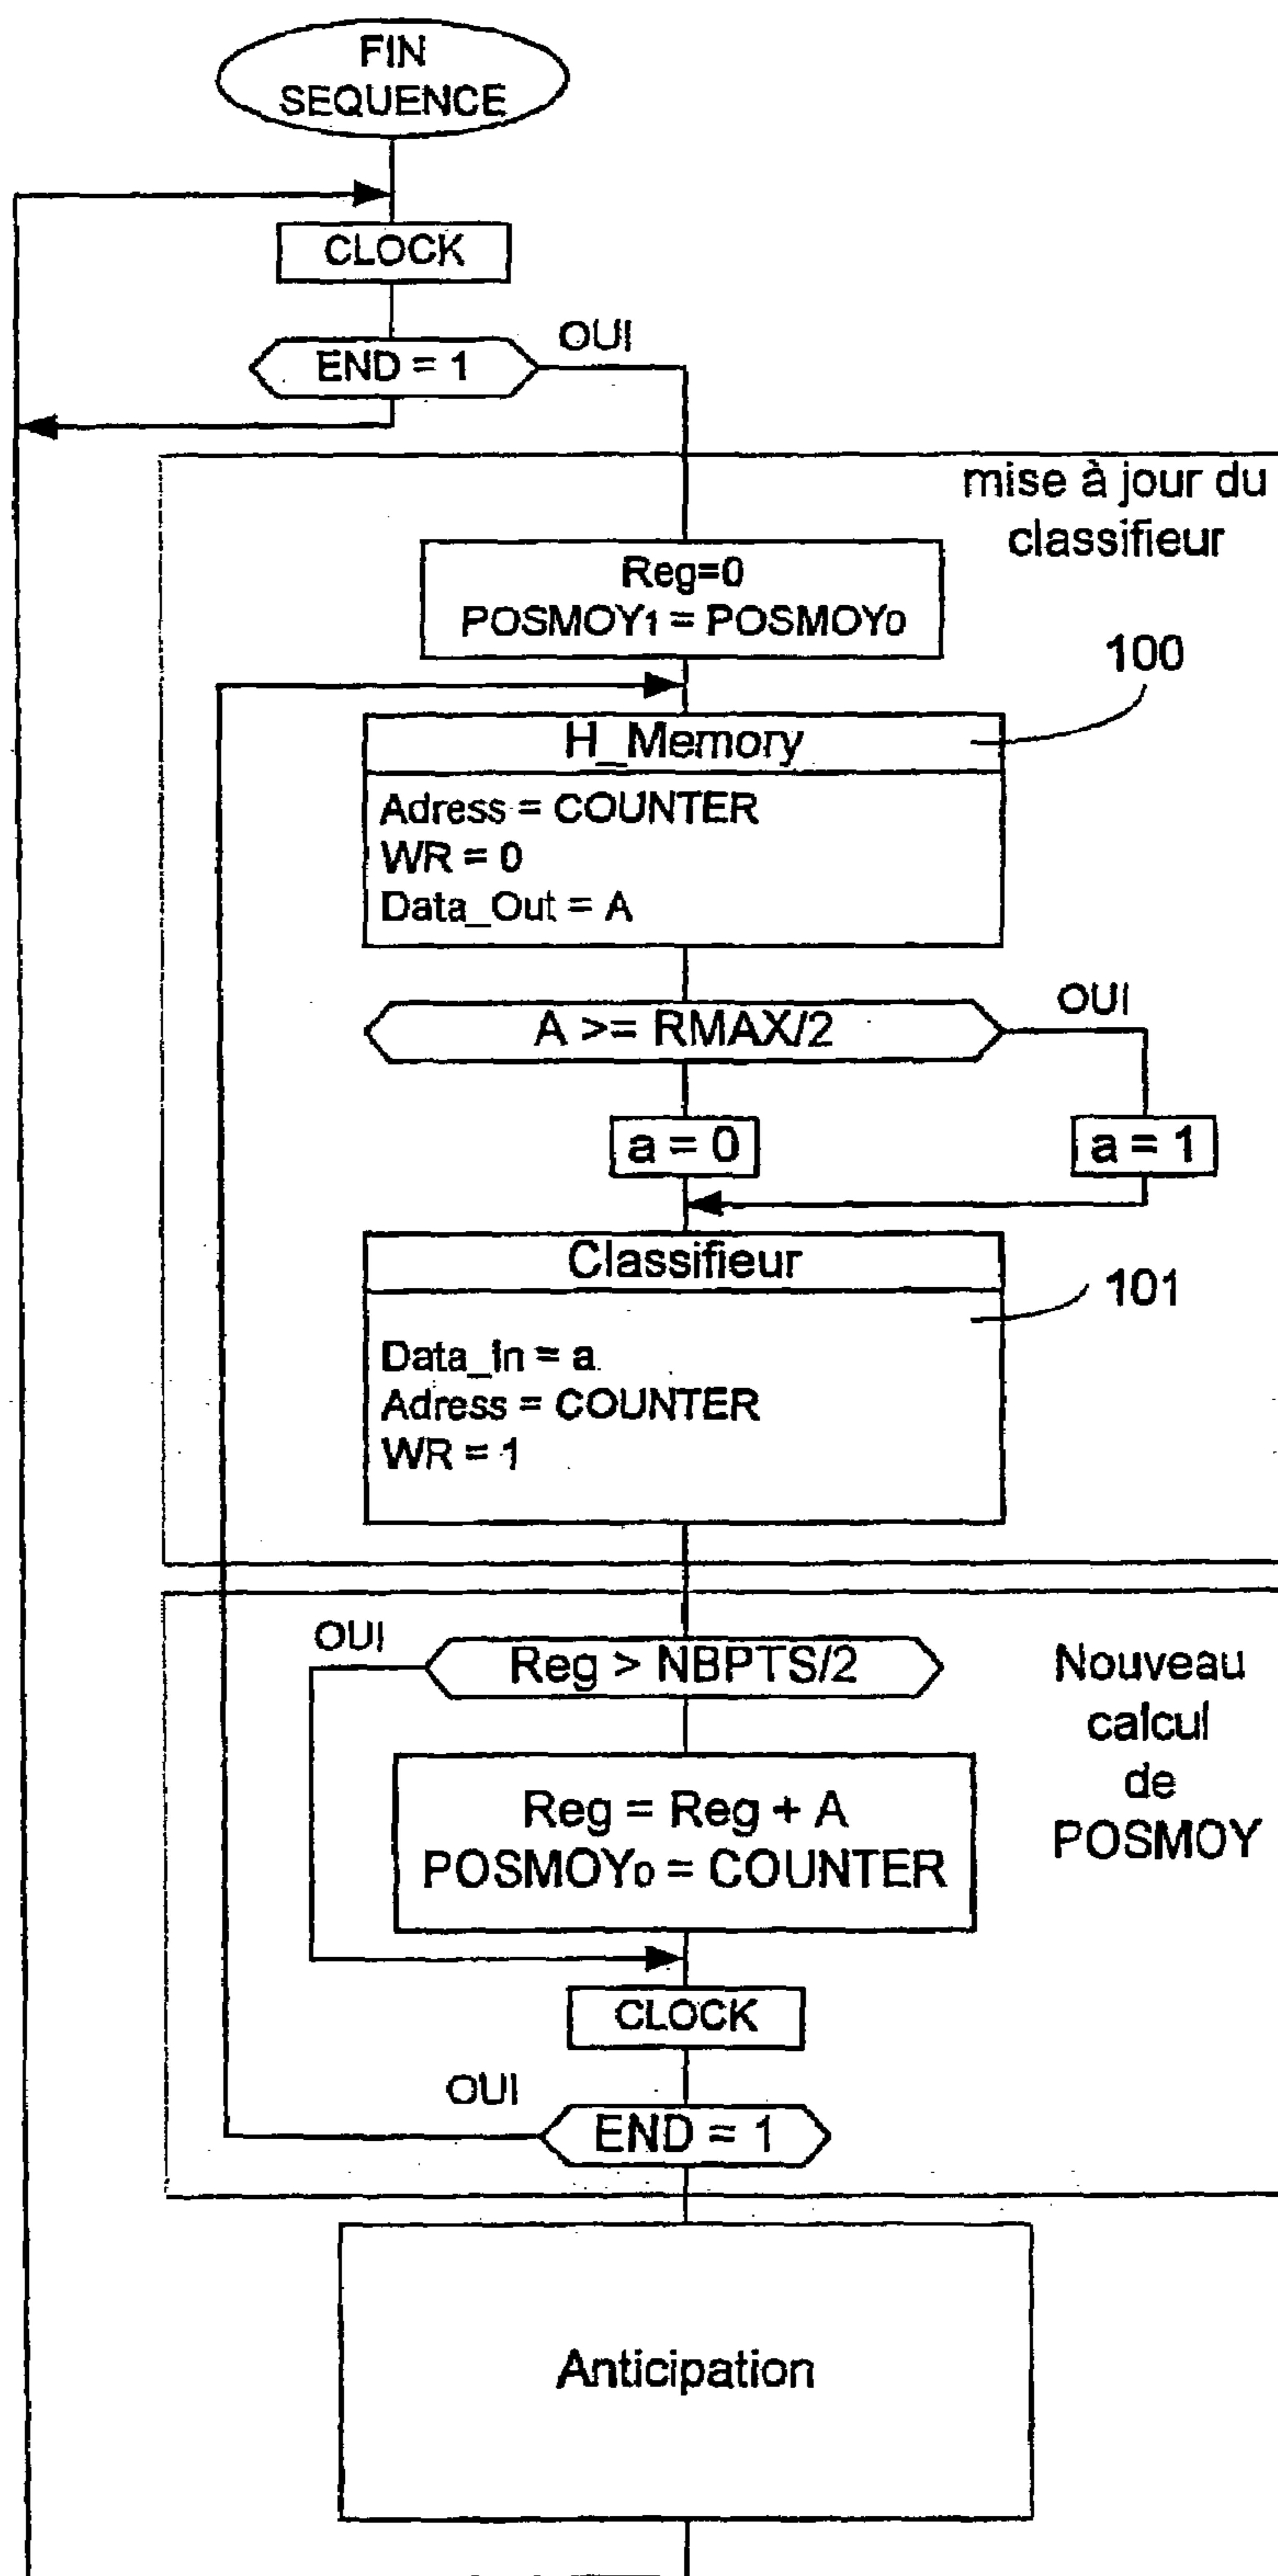 FIN
SEQUENCE
CLOCK
END = 1
OUI
mise à jour du
classifieur
Reg=0
POSMOY1 = POSMOY0
100
H_Memory
Adress = COUNTER
WR = 0
Data_Out = A
A >= RMAX/2
OUI
a = 0
a = 1
Classifieur
101
Data_In = a
Adress = COUNTER
WR = 1
OUI
Reg > NBPTS/2
Nouveau
calcul
de
POSMOY
Reg = Reg + A
POSMOY0 = COUNTER
CLOCK
OUI
END = 1
Anticipation